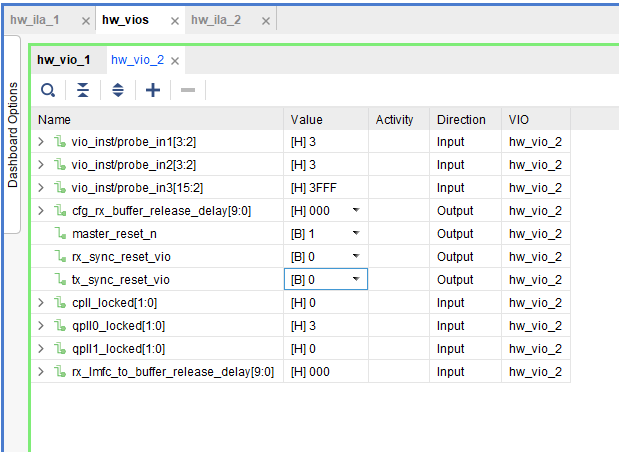 hw_ila_1 × hw_vios × hw_ila_2 ×
Dashboard Options
hw_vio_1 hw_vio_2 ×
Name Value Activity Direction VIO
vio_inst/probe_in1[3:2] [H] 3 Input hw_vio_2
vio_inst/probe_in2[3:2] [H] 3 Input hw_vio_2
vio_inst/probe_in3[15:2] [H] 3FFF Input hw_vio_2
cfg_rx_buffer_release_delay[9:0] [H] 000 Output hw_vio_2
master_reset_n [B] 1 Output hw_vio_2
rx_sync_reset_vio [B] 0 Output hw_vio_2
tx_sync_reset_vio [B] 0 Output hw_vio_2
cpll_locked[1:0] [H] 0 Input hw_vio_2
qpll0_locked[1:0] [H] 3 Input hw_vio_2
qpll1_locked[1:0] [H] 0 Input hw_vio_2
rx_lmfc_to_buffer_release_delay[9:0] [H] 000 Input hw_vio_2